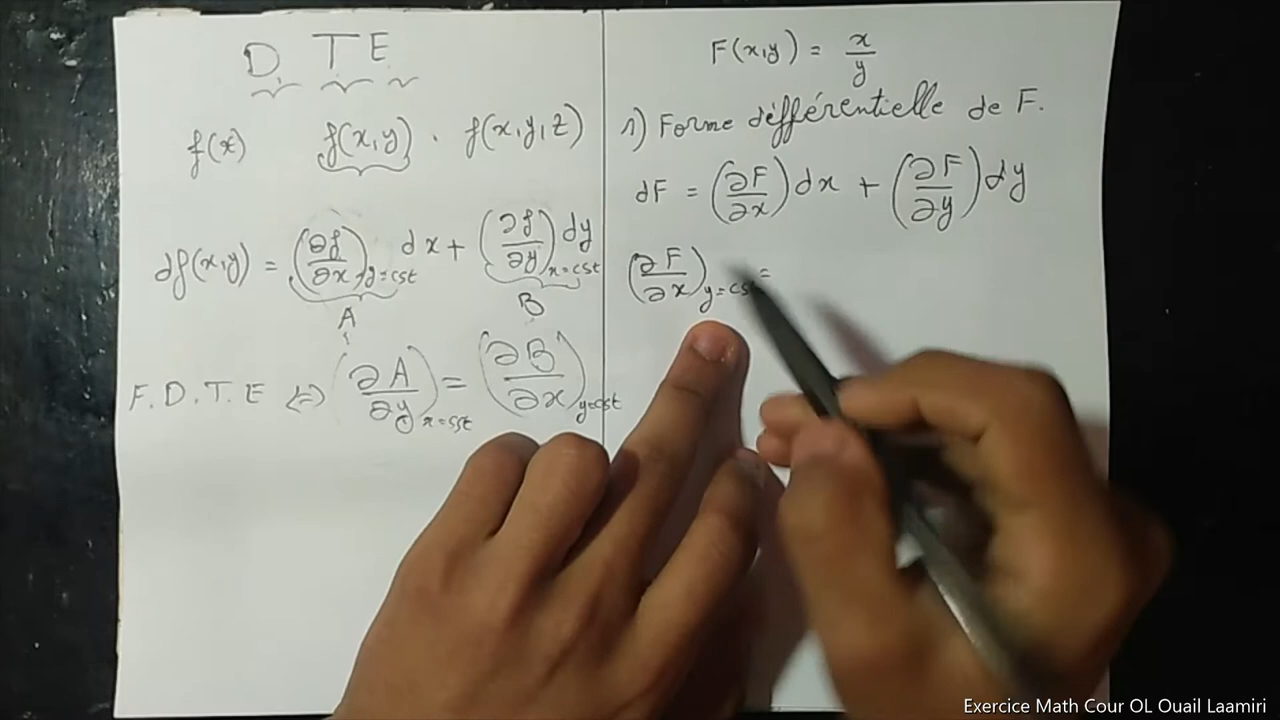 D T E
f(x) f(x,y) . f(x,y,z)
df(x,y) = (∂f/∂x)y=cst dx + (∂f/∂y)x=cst dy
A B
F.D.T.E ⇔ (∂A/∂y)x=cst = (∂B/∂x)y=cst
F(x,y) = x/y
1) Forme défférentielle de F.
dF = (∂F/∂x)dx + (∂F/∂y)dy
(∂F/∂x)y=cst =
Exercice Math Cour OL Ouail Laamiri